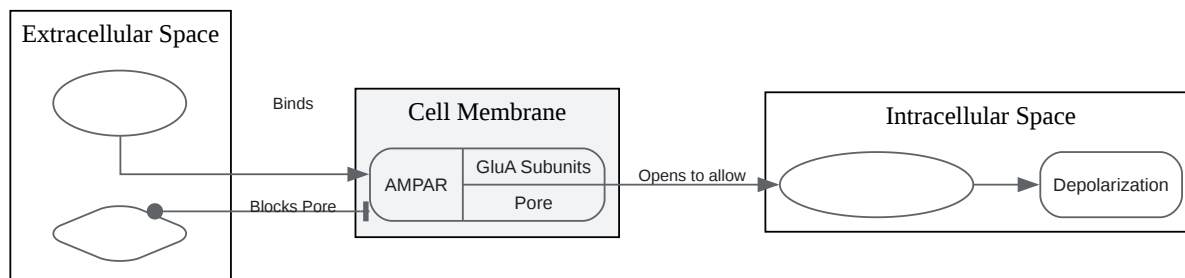 Extracellular Space
Binds
Blocks Pore
Cell Membrane
AMPAR
GluA Subunits
Pore
Opens to allow
Intracellular Space
Depolarization